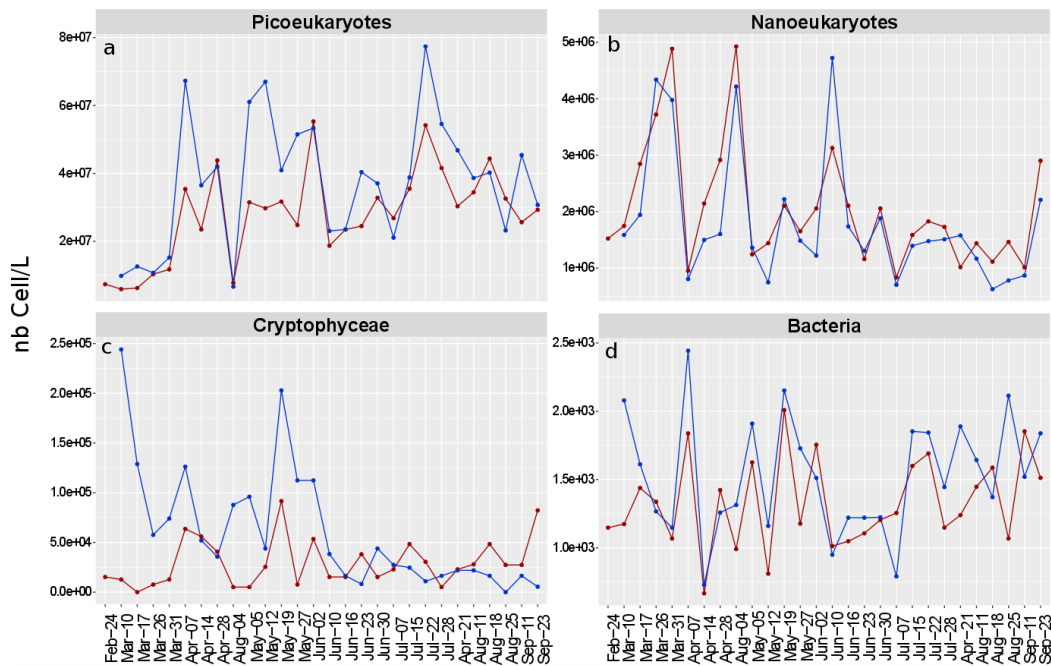 Picoeukaryotes
a
8e+07
6e+07
4e+07
2e+07
Nanoeukaryotes
b
5e+06
4e+06
3e+06
2e+06
1e+06
nb Cell/L
Cryptophyceae
c
2.5e+05
2.0e+05
1.5e+05
1.0e+05
5.0e+04
0.0e+00
Bacteria
d
2.5e+03
2.0e+03
1.5e+03
1.0e+03
Feb−24
Mar−10
Mar−17
Mar−26
Mar−31
Apr−07
Apr−14
Apr−28
Aug−04
May−05
May−12
May−19
May−27
Jun−02
Jun−10
Jun−16
Jun−23
Jun−30
Jul−07
Jul−15
Jul−22
Jul−28
Apr−21
Aug−11
Aug−18
Aug−25
Sep−11
Sep−23
Feb−24
Mar−10
Mar−17
Mar−26
Mar−31
Apr−07
Apr−14
Apr−28
Aug−04
May−05
May−12
May−19
May−27
Jun−02
Jun−10
Jun−16
Jun−23
Jun−30
Jul−07
Jul−15
Jul−22
Jul−28
Apr−21
Aug−11
Aug−18
Aug−25
Sep−11
Sep−23